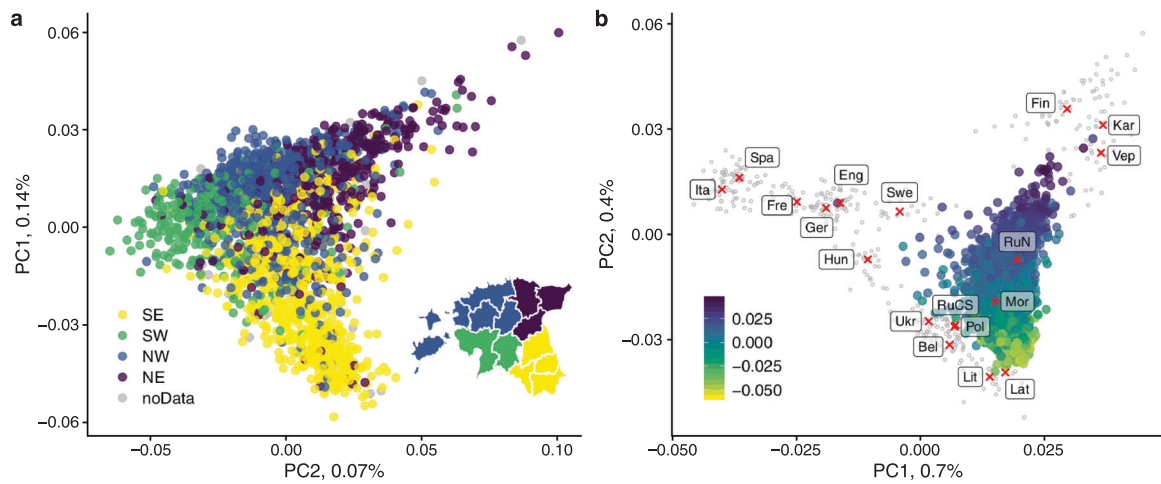 a
0.06
0.03
0.00
−0.03
−0.06
PC1, 0.14%
SE
SW
NW
NE
noData
−0.05
0.00
0.05
0.10
PC2, 0.07%
b
0.06
0.03
0.00
−0.03
PC2, 0.4%
Fin
Kar
Vep
Spa
Ita
Eng
Fre
Ger
Swe
Hun
RuN
Mor
RuCS
Ukr
Pol
Bel
Lit
Lat
0.025
0.000
−0.025
−0.050
−0.050
−0.025
0.000
0.025
PC1, 0.7%